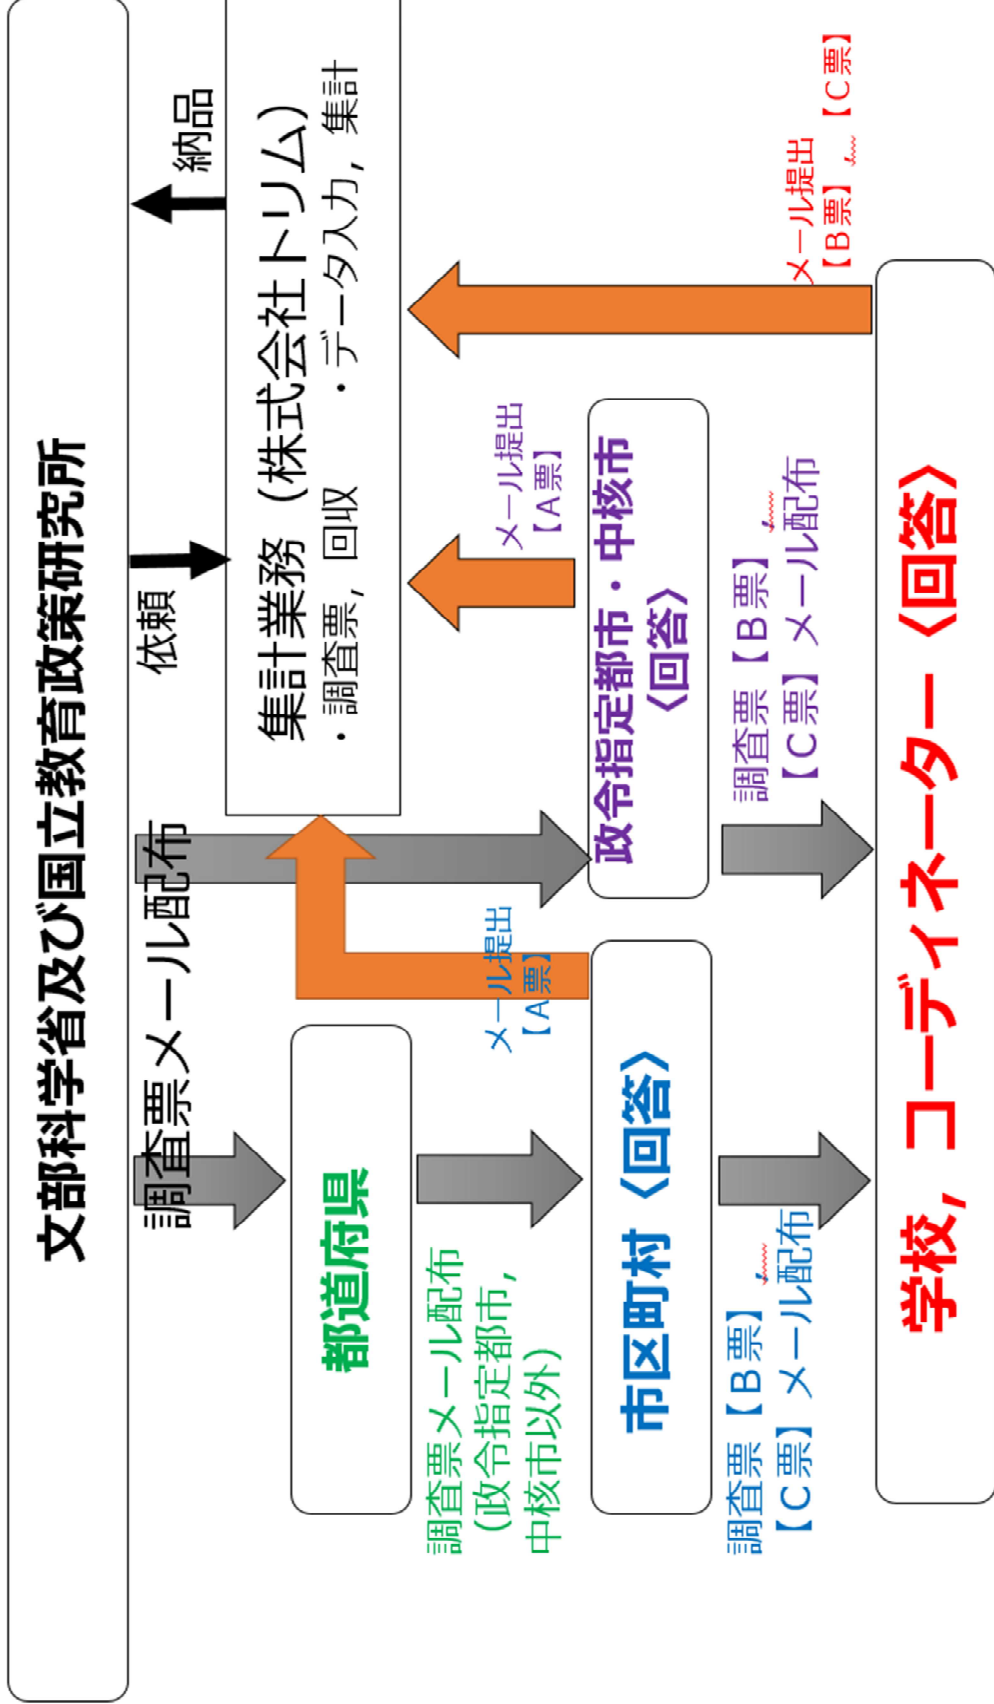 文部科学省及び国立教育政策研究所
調査票メール配布
依頼
納品
集計業務（株式会社トリム）
・調査票，回収　・データ入力，集計
都道府県
調査票メール配布
（政令指定都市，
中核市以外）
メール提出
【A票】
メール提出
【A票】
市区町村〈回答〉
政令指定都市・中核市
〈回答〉
調査票【B票】，
【C票】メール配布
調査票【B票】，
【C票】メール配布
メール提出
【B票】，【C票】
学校，コーディネーター〈回答〉